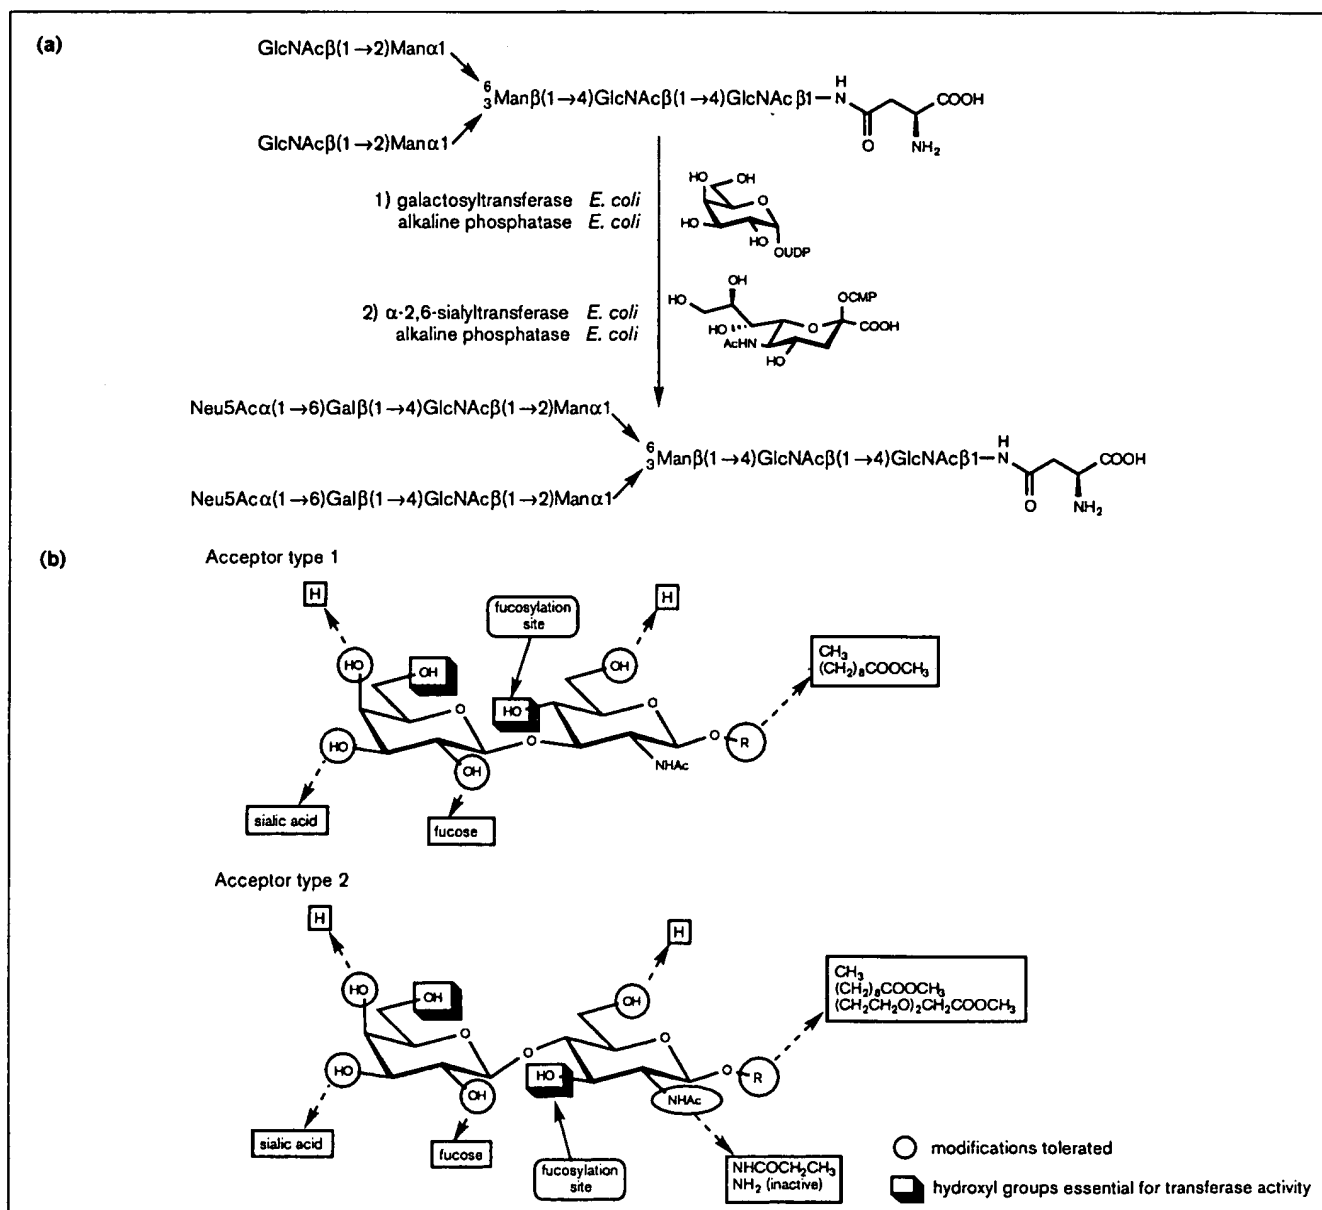 (a)
GlcNAcβ(1→2)Manα1
6
3Manβ(1→4)GlcNAcβ(1→4)GlcNAcβ1—N
H
COOH
O
NH2
GlcNAcβ(1→2)Manα1
1) galactosyltransferase E. coli
alkaline phosphatase E. coli
HO
OH
O
HO
HO
OUDP
2) α-2,6-sialyltransferase E. coli
alkaline phosphatase E. coli
OH
HO
OCMP
HO
O
COOH
AcHN
HO
Neu5Acα(1→6)Galβ(1→4)GlcNAcβ(1→2)Manα1
6
3Manβ(1→4)GlcNAcβ(1→4)GlcNAcβ1—N
H
COOH
O
NH2
Neu5Acα(1→6)Galβ(1→4)GlcNAcβ(1→2)Manα1
(b)
Acceptor type 1
H
fucosylation
site
H
HO
OH
OH
CH3
(CH2)8COOCH3
O
HO
O
HO
O
O
R
OH
NHAc
sialic acid
fucose
Acceptor type 2
H
H
HO
OH
OH
CH3
(CH2)8COOCH3
(CH2CH2O)2CH2COOCH3
O
O
O
HO
OH
HO
O
R
NHAc
sialic acid
fucose
fucosylation
site
NHCOCH2CH3
NH2 (inactive)
modifications tolerated
hydroxyl groups essential for transferase activity